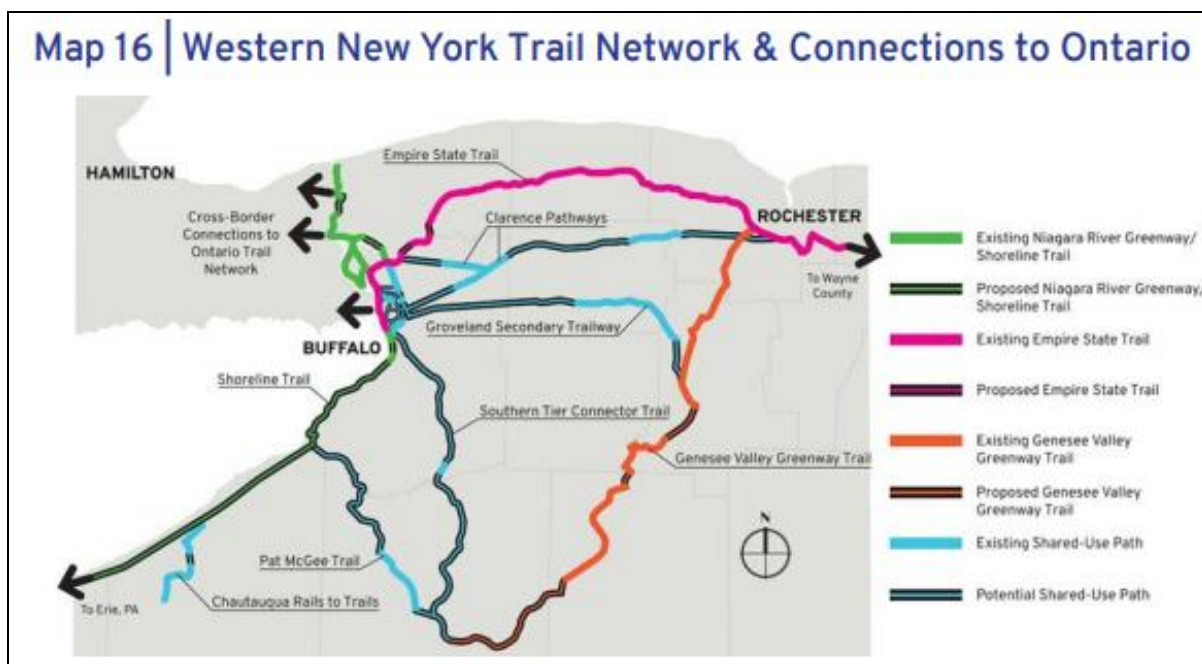 Map 16 | Western New York Trail Network & Connections to Ontario
Empire State Trail
HAMILTON
Cross-Border
Connections to
Ontario Trail
Network
Clarence Pathways
ROCHESTER
To Wayne
County
Groveland Secondary Trailway
BUFFALO
Shoreline Trail
Southern Tier Connector Trail
Genesee Valley Greenway Trail
Pat McGee Trail
Chautauqua Rails to Trails
To Erie, PA
N
Existing Niagara River Greenway/
Shoreline Trail
Proposed Niagara River Greenway/
Shoreline Trail
Existing Empire State Trail
Proposed Empire State Trail
Existing Genesee Valley
Greenway Trail
Proposed Genesee Valley
Greenway Trail
Existing Shared-Use Path
Potential Shared-Use Path